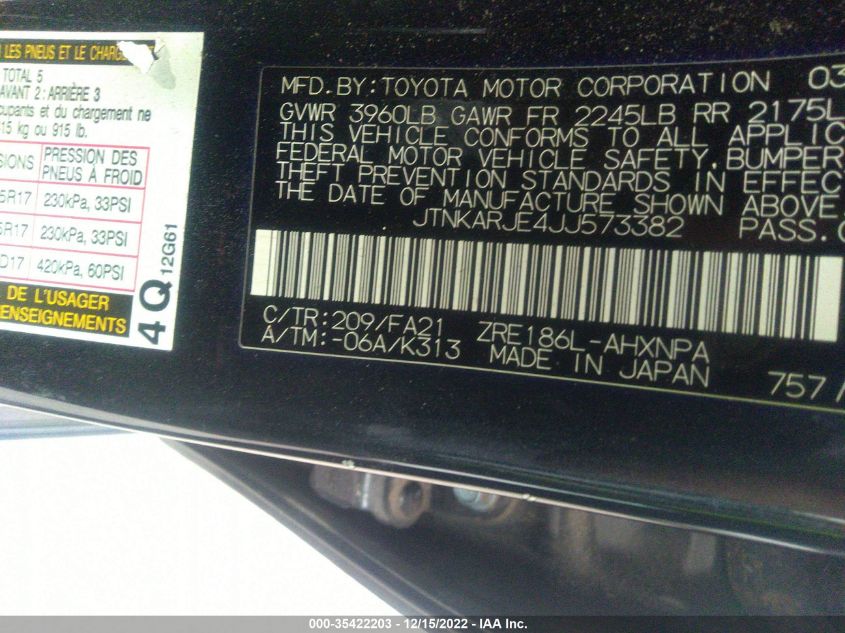 LES PNEUS ET LE CHARGE
TOTAL 5
AVANT 2: ARRIÈRE 3
cupants et du chargement ne
15 kg ou 915 lb.
SIONS PRESSION DES
PNEUS À FROID
5R17 230kPa, 33PSI
5R17 230kPa, 33PSI
D17 420kPa, 60PSI
DE L'USAGER
ENSEIGNEMENTS
4Q 12G61
MFD. BY: TOYOTA MOTOR CORPORATION 03
GVWR 3960LB GAWR FR 2245LB RR 2175L
THIS VEHICLE CONFORMS TO ALL APPLIC
FEDERAL MOTOR VEHICLE SAFETY, BUMPER
THEFT PREVENTION STANDARDS IN EFFEC
THE DATE OF MANUFACTURE SHOWN ABOVE.
JTNKARJE4JJ573382 PASS.C
C/TR: 209/FA21 ZRE186L-AHXNPA
A/TM: -06A/K313 MADE IN JAPAN 757/
000-35422203 - 12/15/2022 - IAA Inc.